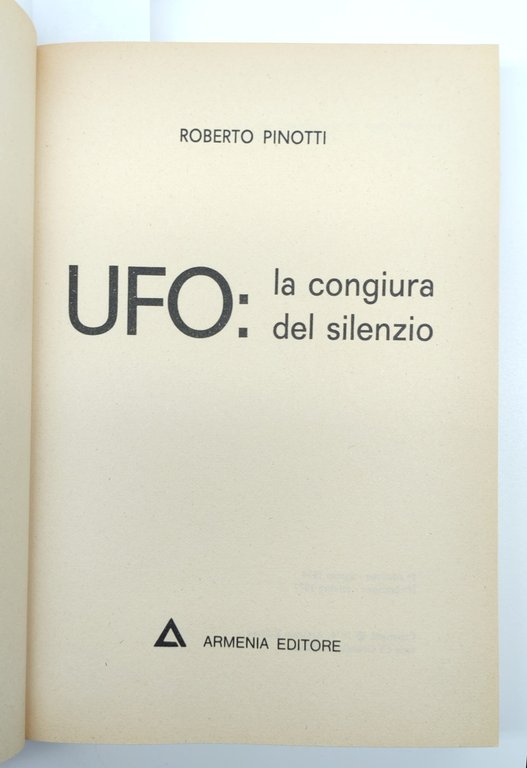 ROBERTO PINOTTI
UFO: la congiura
del silenzio
ARMENIA EDITORE